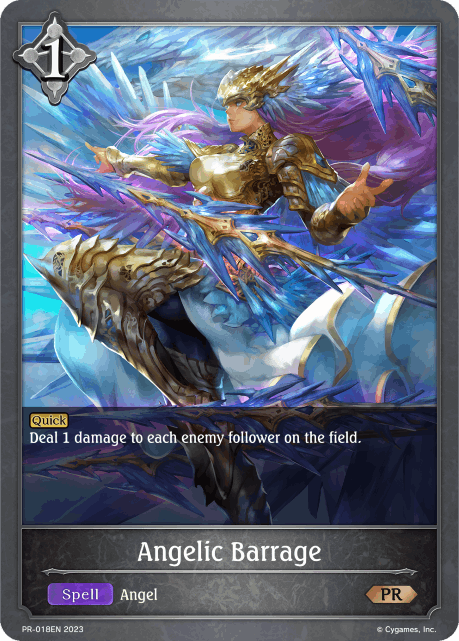 1
Quick
Deal 1 damage to each enemy follower on the field.
Angelic Barrage
Spell Angel PR
PR-018EN 2023 © Cygames, Inc.